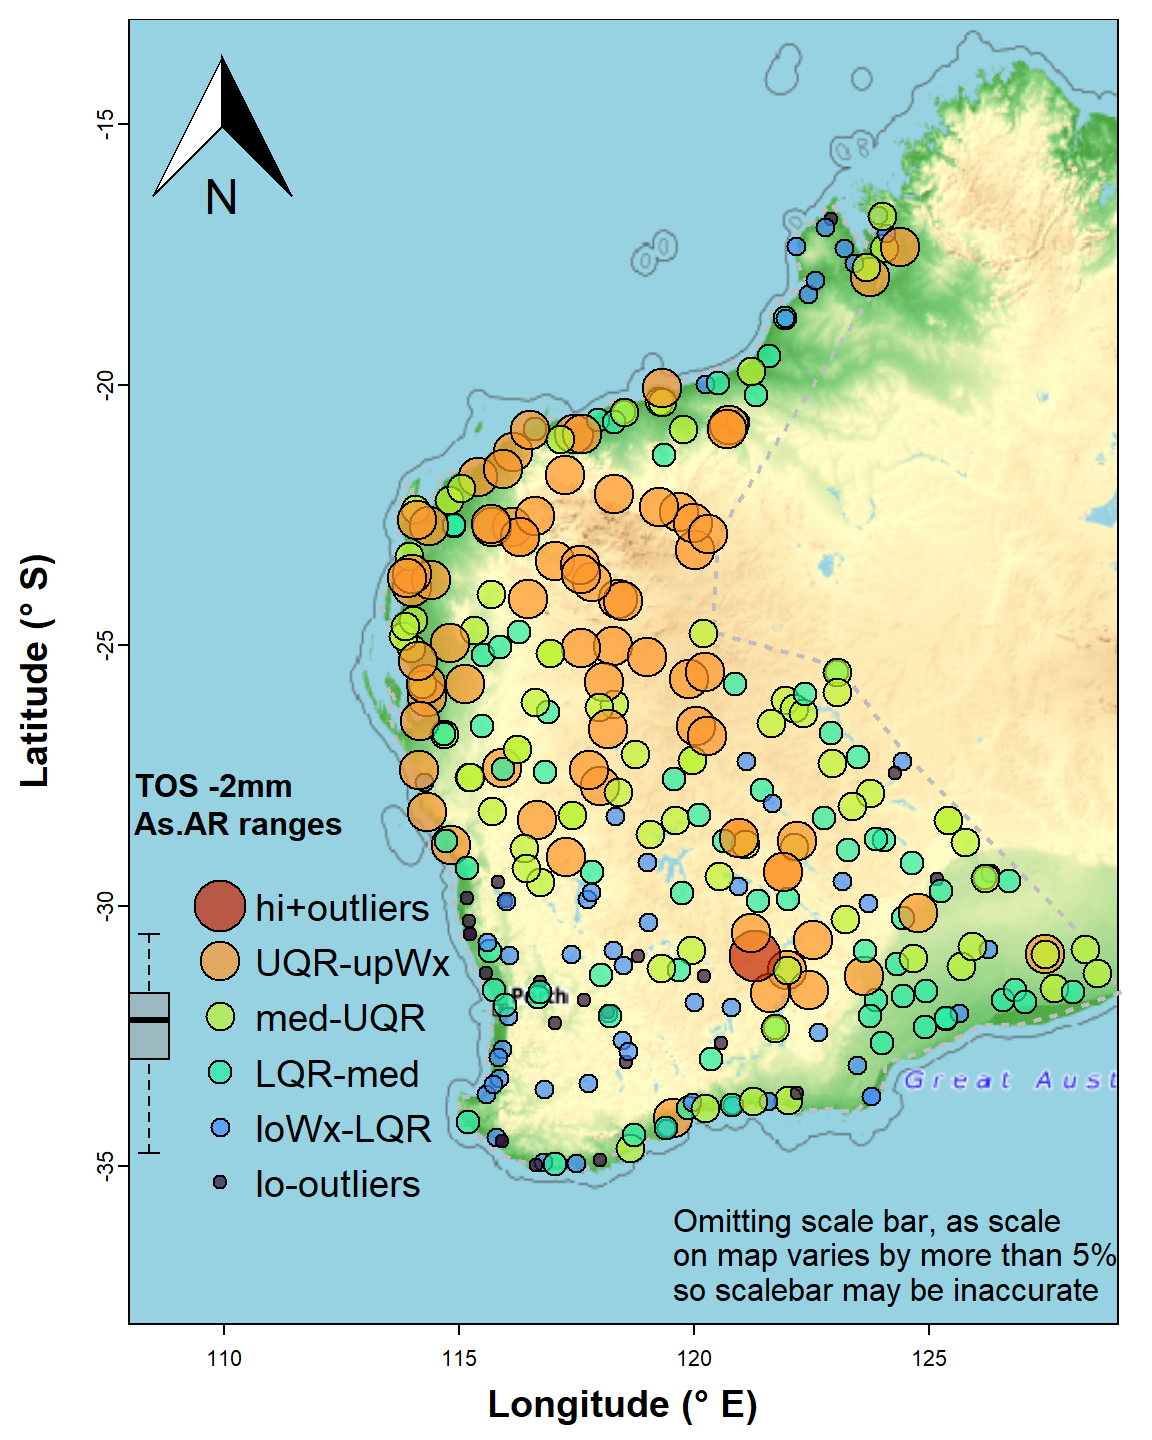 -15
-20
-25
-30
-35
Latitude (° S)
N
TOS -2mm
As.AR ranges
hi+outliers
UQR-upWx
med-UQR
LQR-med
loWx-LQR
lo-outliers
Perth
Great Aust
Omitting scale bar, as scale
on map varies by more than 5%
so scalebar may be inaccurate
110
115
120
125
Longitude (° E)